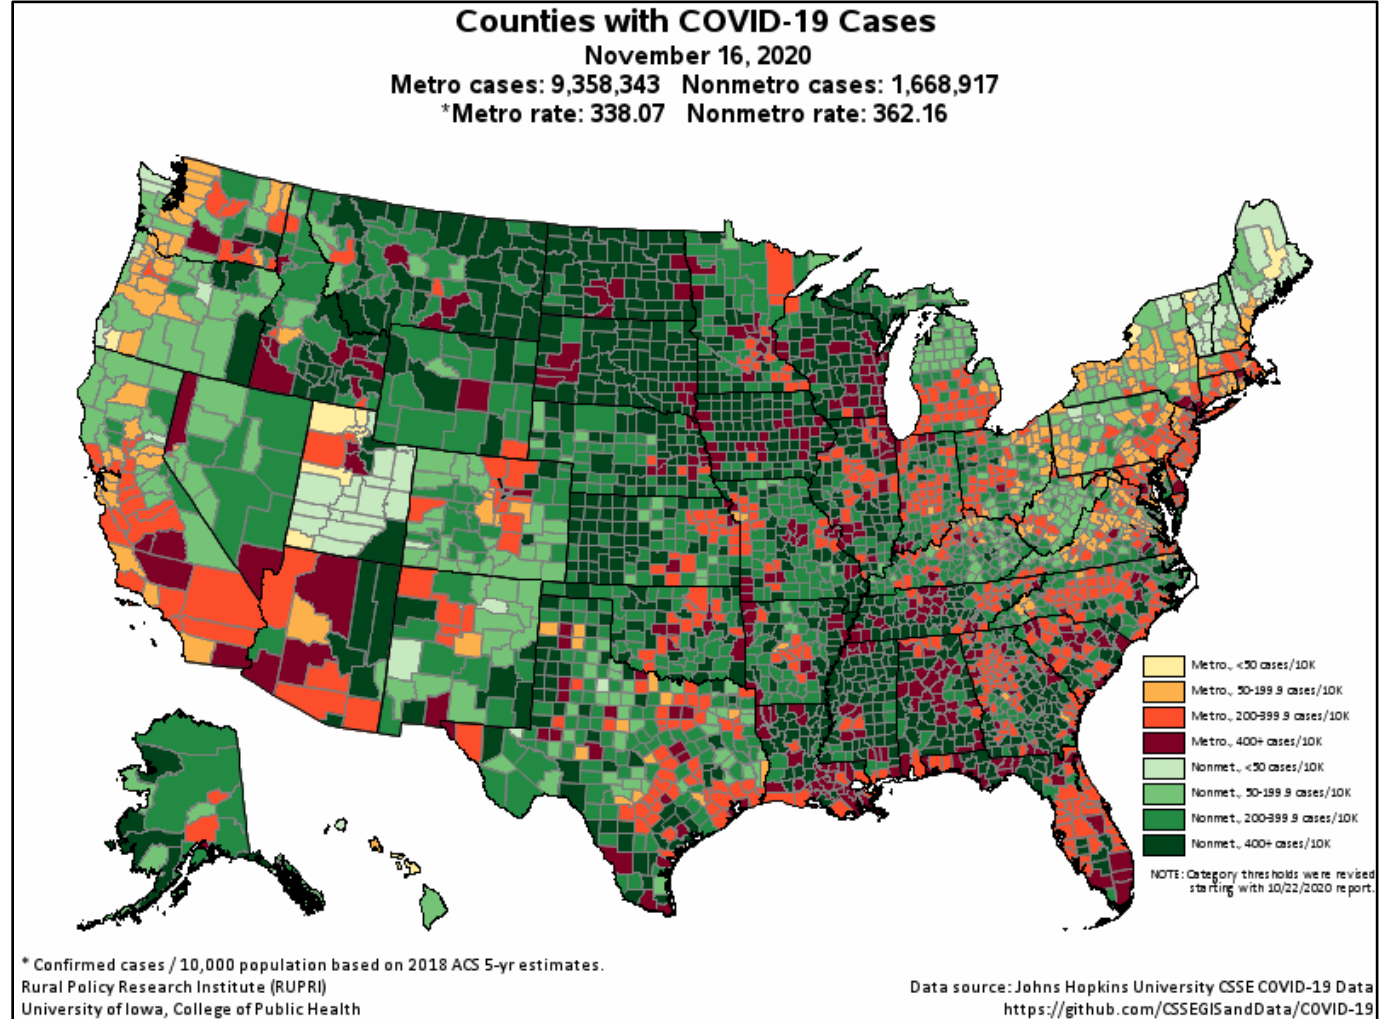 Counties with COVID-19 Cases
November 16, 2020
Metro cases: 9,358,343 Nonmetro cases: 1,668,917
*Metro rate: 338.07 Nonmetro rate: 362.16
Metro., <50 cases/10K
Metro., 50-199.9 cases/10K
Metro., 200-399.9 cases/10K
Metro., 400+ cases/10K
Nonmet., <50 cases/10K
Nonmet., 50-199.9 cases/10K
Nonmet., 200-399.9 cases/10K
Nonmet., 400+ cases/10K
NOTE: Category thresholds were revised
starting with 10/22/2020 report.
* Confirmed cases / 10,000 population based on 2018 ACS 5-yr estimates.
Rural Policy Research Institute (RUPRI)
University of Iowa, College of Public Health
Data source: Johns Hopkins University CSSE COVID-19 Data
https://github.com/CSSEGISandData/COVID-19